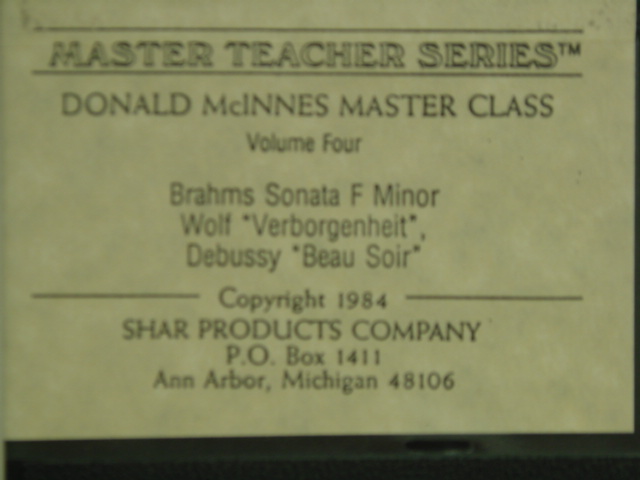 MASTER TEACHER SERIES™
DONALD McINNES MASTER CLASS
Volume Four
Brahms Sonata F Minor
Wolf "Verborgenheit",
Debussy "Beau Soir"
Copyright 1984
SHAR PRODUCTS COMPANY
P.O. Box 1411
Ann Arbor, Michigan 48106